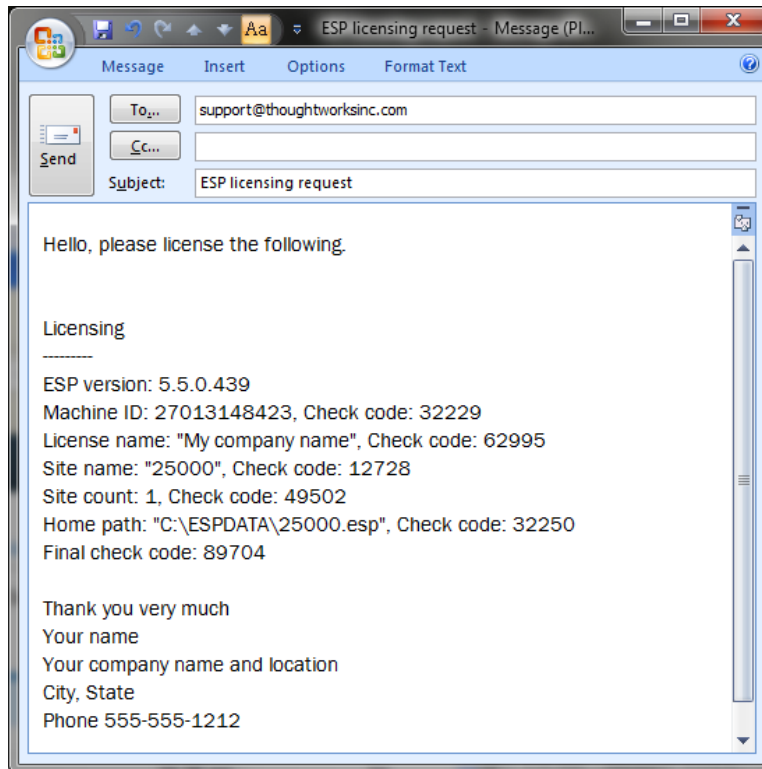 Aa
ESP licensing request - Message (Pl...
Message Insert Options Format Text
Send
To...
support@thoughtworksinc.com
Cc...
Subject:
ESP licensing request
Hello, please license the following.
Licensing
---------
ESP version: 5.5.0.439
Machine ID: 27013148423, Check code: 32229
License name: "My company name", Check code: 62995
Site name: "25000", Check code: 12728
Site count: 1, Check code: 49502
Home path: "C:\ESPDATA\25000.esp", Check code: 32250
Final check code: 89704
Thank you very much
Your name
Your company name and location
City, State
Phone 555-555-1212